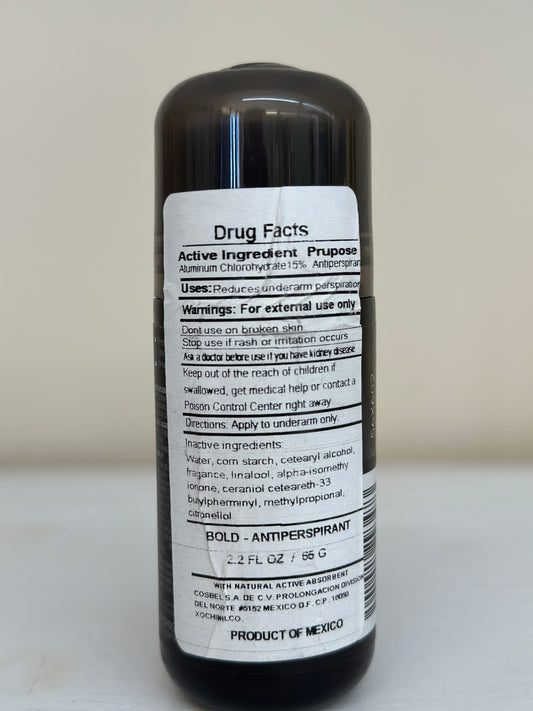 Drug Facts
Active Ingredient Prupose
Aluminum Chlorohydrate 15% Antiperspiran
Uses: Reduces underarm perspiration
Warnings: For external use only
Dont use on broken skin
Stop use if rash or irritation occurs
Ask a doctor before use if you have kidney disease
Keep out of the reach of children if
swallowed, get medical help or contact a
Poison Control Center right away
Directions: Apply to underarm only.
Inactive ingredients:
Water, corn starch, cetearyl alcohol,
fragance, linalool, alpha-isomethy
ionone, ceraniol ceteareth-33
butylpherminyl, methylpropional,
citronellol
BOLD - ANTIPERSPIRANT
2.2 FL OZ / 65 G
WITH NATURAL ACTIVE ABSORBENT
COSBEL S.A. DE C.V. PROLONGACION DIVISION
DEL NORTE #5152 MEXICO D.F. C.P. 16050
XOCHIMILCO.
PRODUCT OF MEXICO